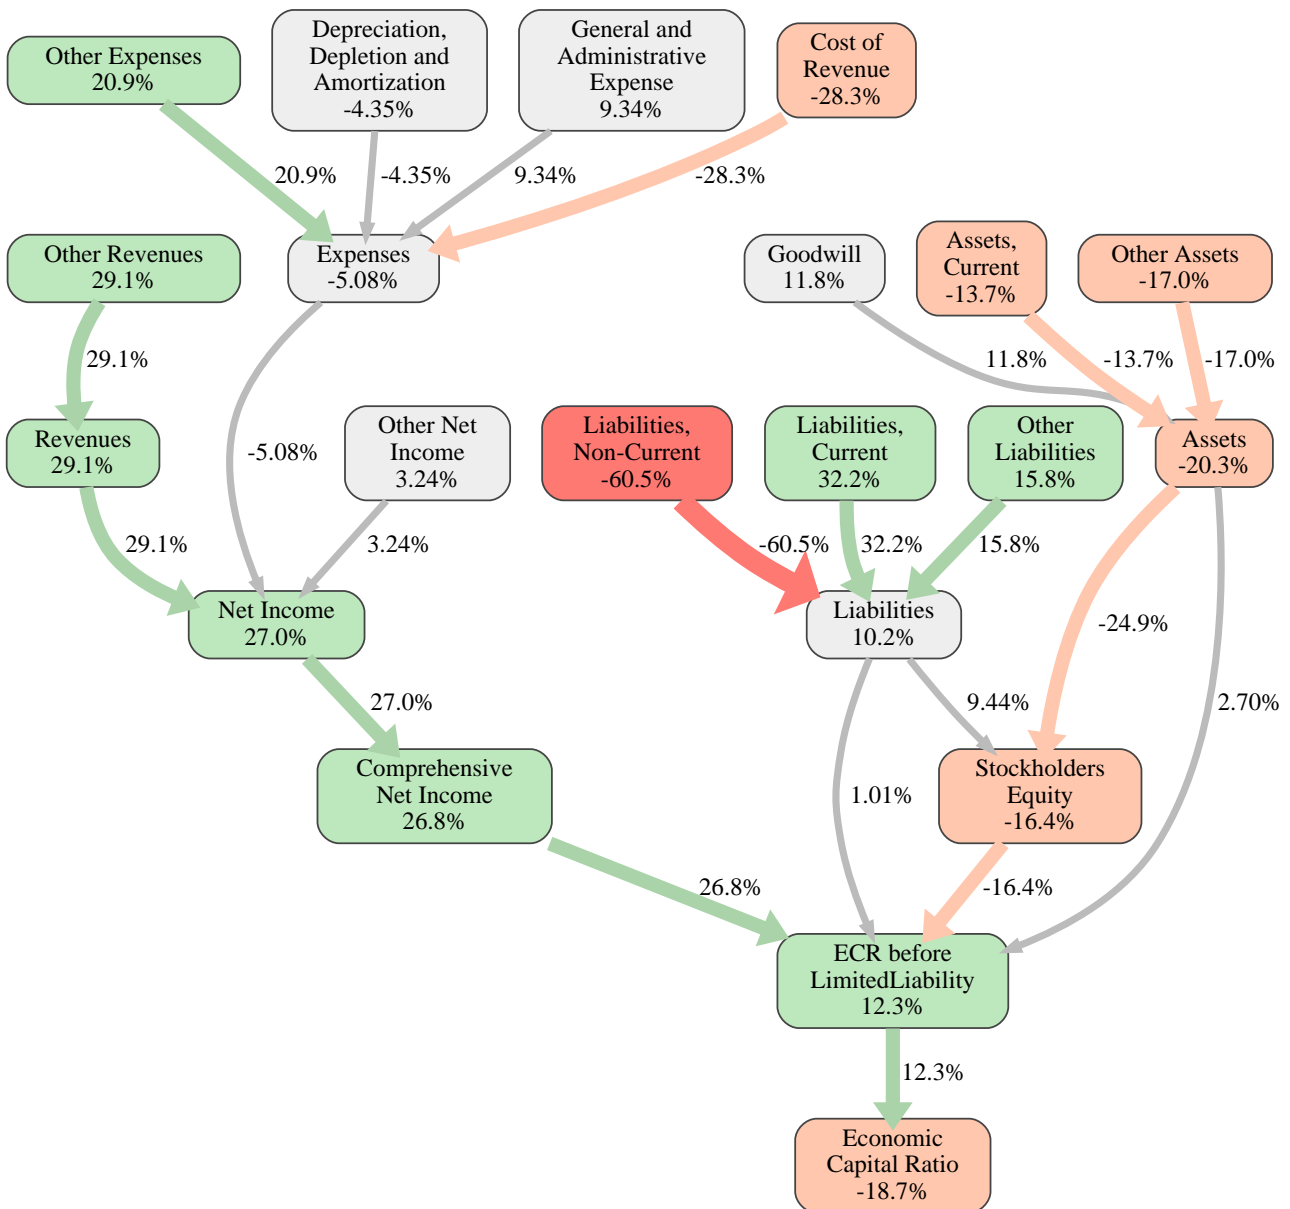 Other Expenses
20.9%
Depreciation,
Depletion and
Amortization
-4.35%
General and
Administrative
Expense
9.34%
Cost of
Revenue
-28.3%
20.9%
-4.35%
9.34%
-28.3%
Other Revenues
29.1%
Expenses
-5.08%
Goodwill
11.8%
Assets,
Current
-13.7%
Other Assets
-17.0%
29.1%
11.8%
-13.7%
-17.0%
Revenues
29.1%
-5.08%
Other Net
Income
3.24%
Liabilities,
Non-Current
-60.5%
Liabilities,
Current
32.2%
Other
Liabilities
15.8%
Assets
-20.3%
29.1%
3.24%
-60.5%
32.2%
15.8%
Net Income
27.0%
Liabilities
10.2%
-24.9%
27.0%
9.44%
2.70%
Comprehensive
Net Income
26.8%
1.01%
Stockholders
Equity
-16.4%
26.8%
-16.4%
ECR before
LimitedLiability
12.3%
12.3%
Economic
Capital Ratio
-18.7%